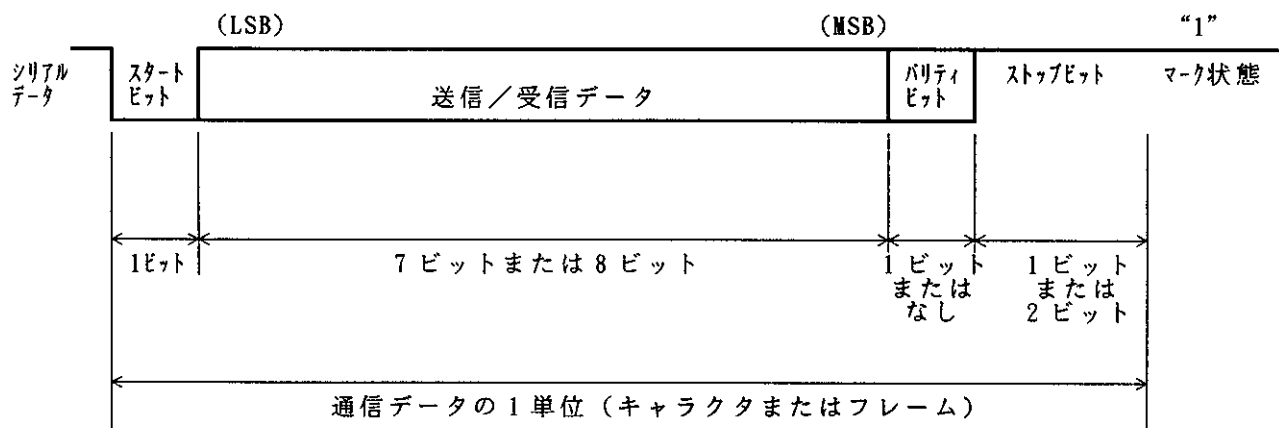 (LSB) (MSB) “1”
シリアル
データ
スタート
ビット
送信／受信データ
パリティ
ビット
ストップビット
マーク状態
1ビット
7ビットまたは8ビット
1ビット
または
なし
1ビット
または
2ビット
通信データの1単位（キャラクタまたはフレーム）